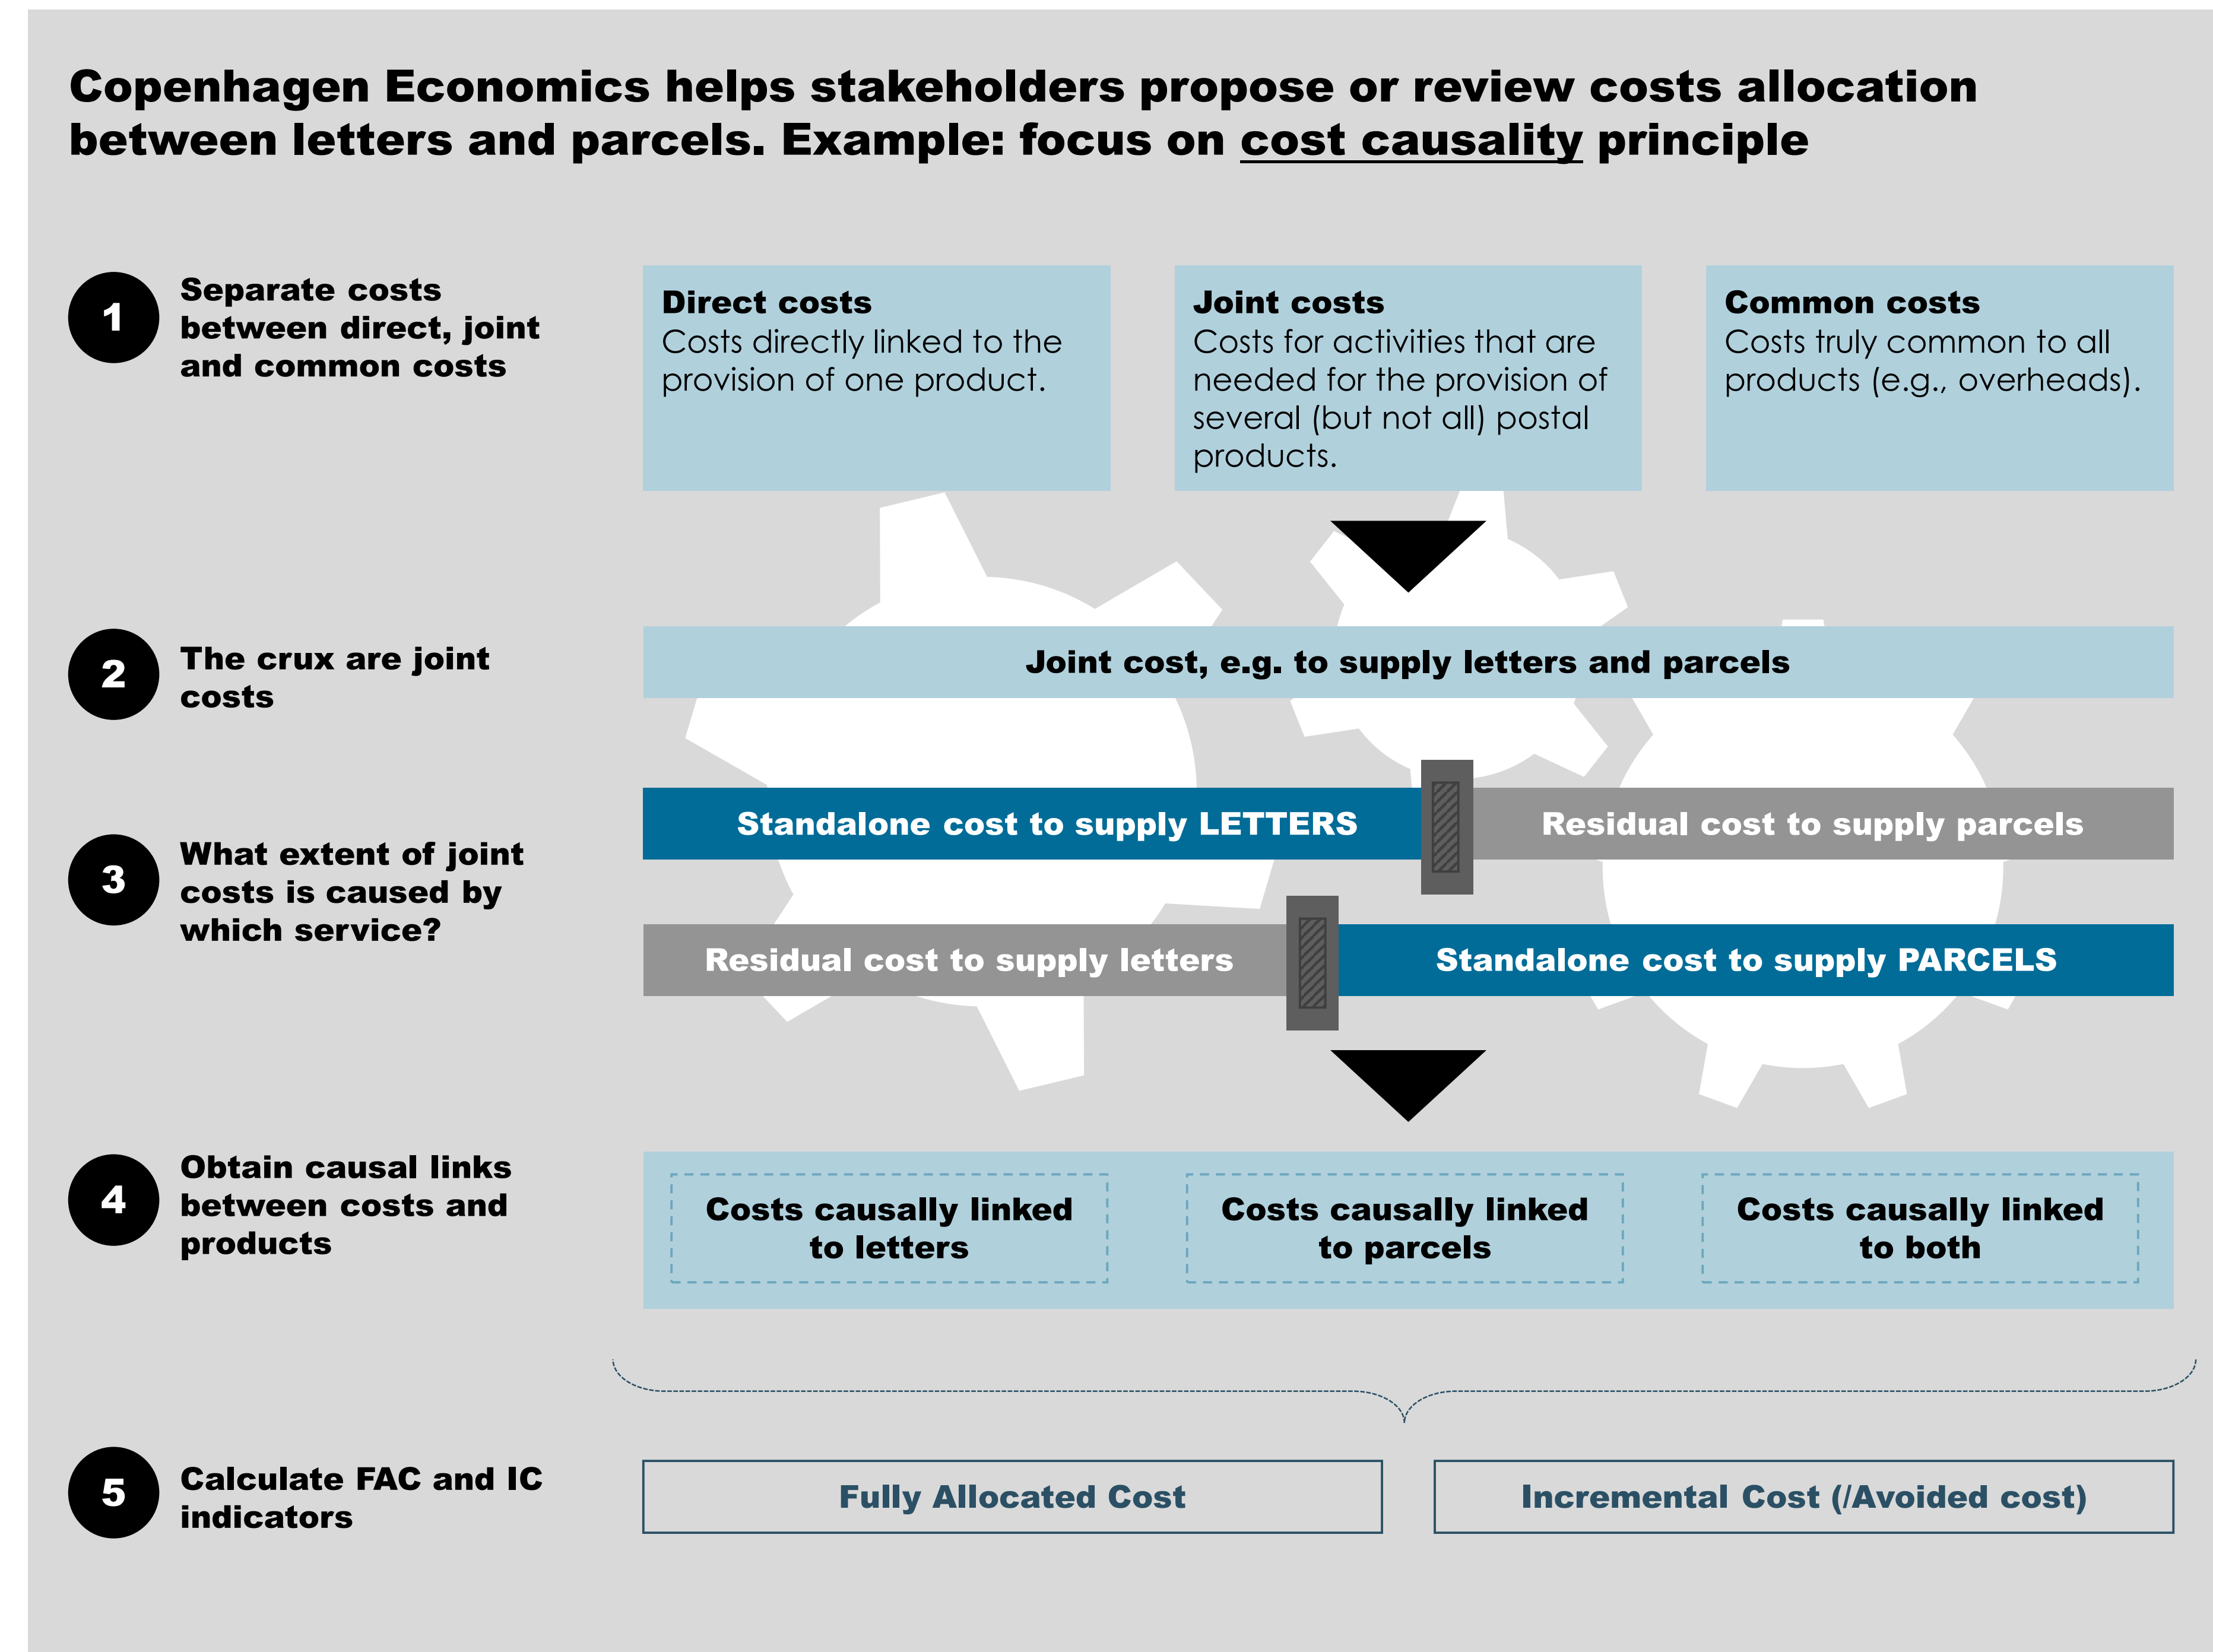 Copenhagen Economics helps stakeholders propose or review costs allocation
between letters and parcels. Example: focus on cost causality principle
1
Separate costs
between direct, joint
and common costs
Direct costs
Costs directly linked to the
provision of one product.
Joint costs
Costs for activities that are
needed for the provision of
several (but not all) postal
products.
Common costs
Costs truly common to all
products (e.g., overheads).
2
The crux are joint
costs
Joint cost, e.g. to supply letters and parcels
3
What extent of joint
costs is caused by
which service?
Standalone cost to supply LETTERS
Residual cost to supply parcels
Residual cost to supply letters
Standalone cost to supply PARCELS
4
Obtain causal links
between costs and
products
Costs causally linked
to letters
Costs causally linked
to parcels
Costs causally linked
to both
5
Calculate FAC and IC
indicators
Fully Allocated Cost
Incremental Cost (/Avoided cost)